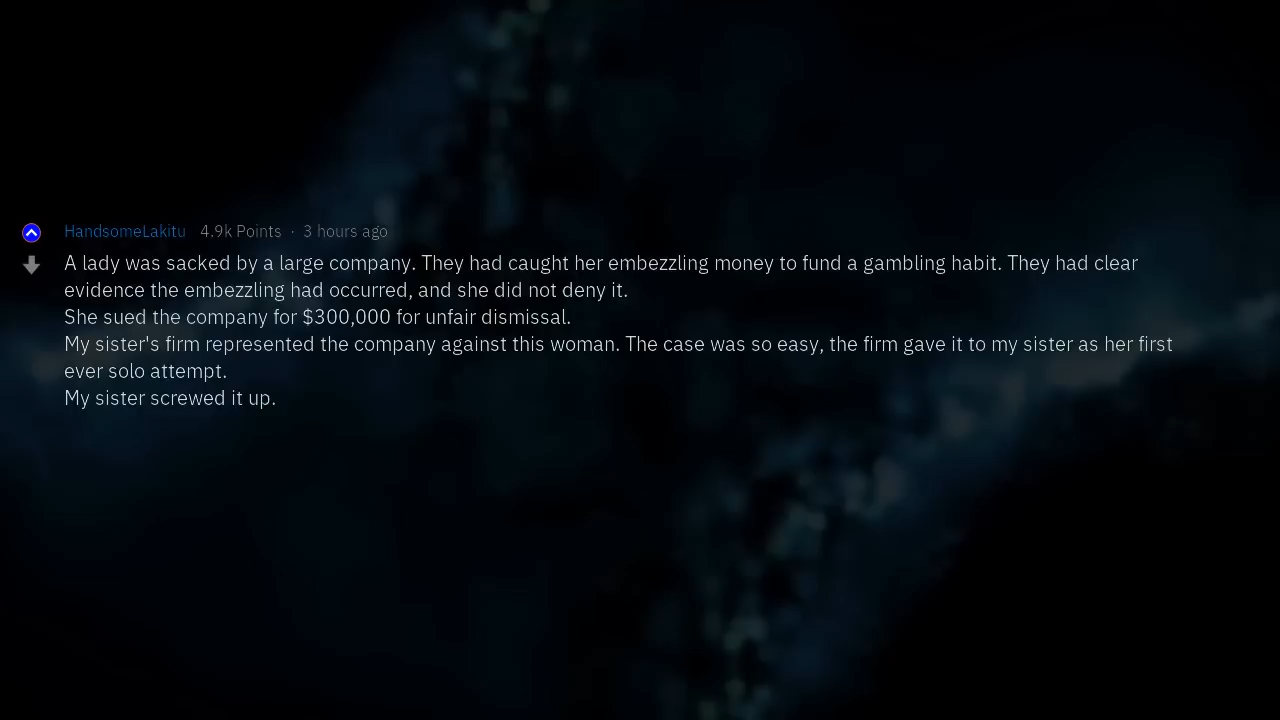 HandsomeLakitu 4.9k Points · 3 hours ago
A lady was sacked by a large company. They had caught her embezzling money to fund a gambling habit. They had clear
evidence the embezzling had occurred, and she did not deny it.
She sued the company for $300,000 for unfair dismissal.
My sister's firm represented the company against this woman. The case was so easy, the firm gave it to my sister as her first
ever solo attempt.
My sister screwed it up.